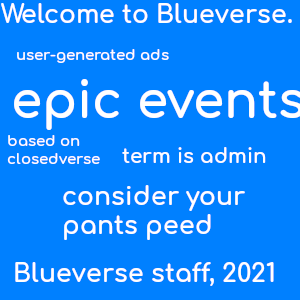 Welcome to Blueverse.
user-generated ads
epic events
based on
closedverse
term is admin
consider your
pants peed
Blueverse staff, 2021